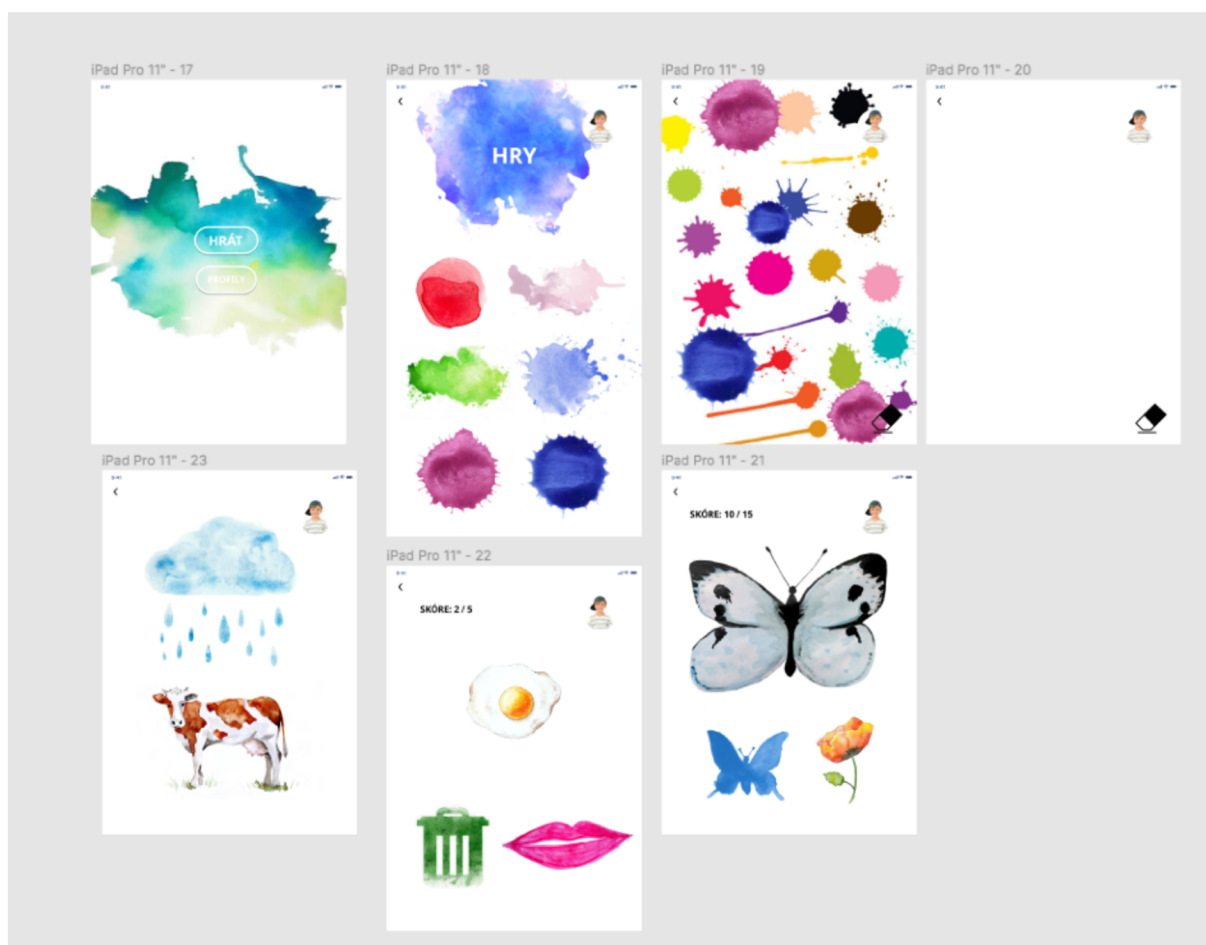 iPad Pro 11" - 17
HRÁT
PROFILY
iPad Pro 11" - 18
HRY
iPad Pro 11" - 19
iPad Pro 11" - 20
iPad Pro 11" - 23
iPad Pro 11" - 22
SKÓRE: 2 / 5
iPad Pro 11" - 21
SKÓRE: 10 / 15